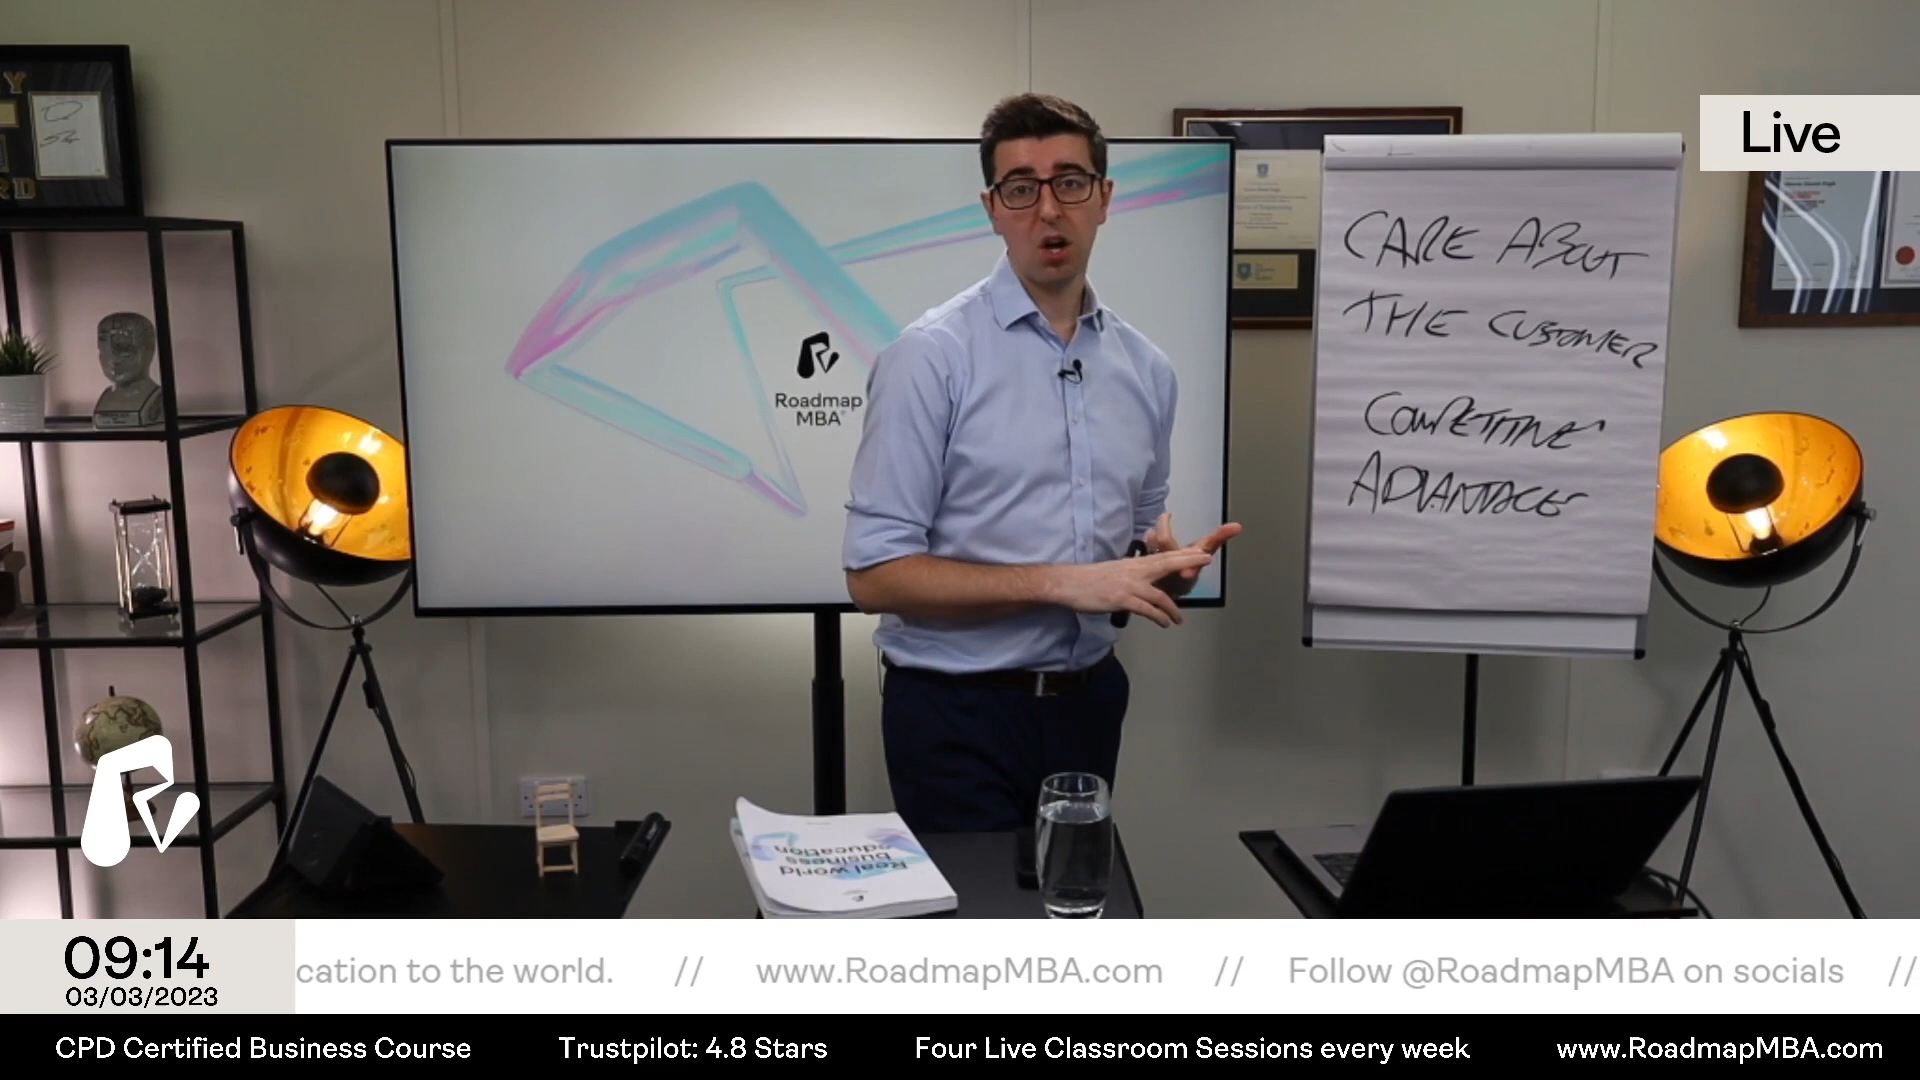 Y
RD
Live
CARE ABOUT
THE CUSTOMER
COMPETITIVE
ADVANTAGE
Roadmap
MBA
Real world
business
education
09:14
03/03/2023
cation to the world. // www.RoadmapMBA.com // Follow @RoadmapMBA on socials //
CPD Certified Business Course Trustpilot: 4.8 Stars Four Live Classroom Sessions every week www.RoadmapMBA.com